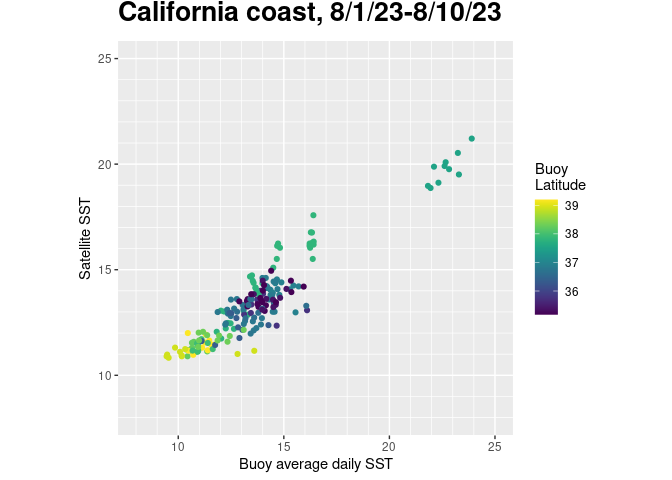 California coast, 8/1/23-8/10/23
25
20
15
10
Satellite SST
10 15 20 25
Buoy average daily SST
Buoy
Latitude
39
38
37
36